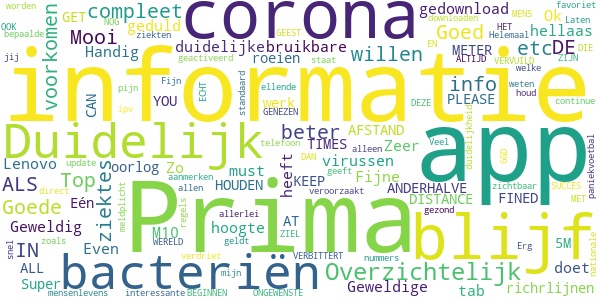 worden OOK bepaalde jij GET NOG compleet geduld corona gedownload downloaden favoriet
Mooi ziekten GEEST duidelijke bruikbare Goed MENS Laten
voorkomen Handig geactiveerd roeien willen METER Ok hellaas EN HET Helemaal
etc DE ALTIJD VERVUILD ZIJN DIE
informatie app
pijn Fijn ECHT ellende staat info welke
CAN YOU standaard werk GENEZEN PLEASE weten houd continue
ipv AFSTAND DEZE
Duidelijk beter TIMES alleen Zeer Veel duidelijkheid GGD nationale paniekvoetbal
Lenovo update oorlog Zo telefoon DAN virussen
ALS direct Top aanmerken allen Prima must heeft geeft KEEP veroorzaakt ANDERHALVE zichtbaar SUCCES MET
ziektes meldplicht Eén HOUDEN Fijne DISTANCE FINED gezond
Goede M10 regels allerlei hoogte AT blijf
Geweldig IN snel Even WERELD ZIEL geldt VERBITTERT Erg 5M
bacteriën Overzichtelijk doet
ALL zoals verdriet mijn nummers Geweldige tab richrlijnen
Super mensenlevens interessante BEGINNEN ONGEWENSTE